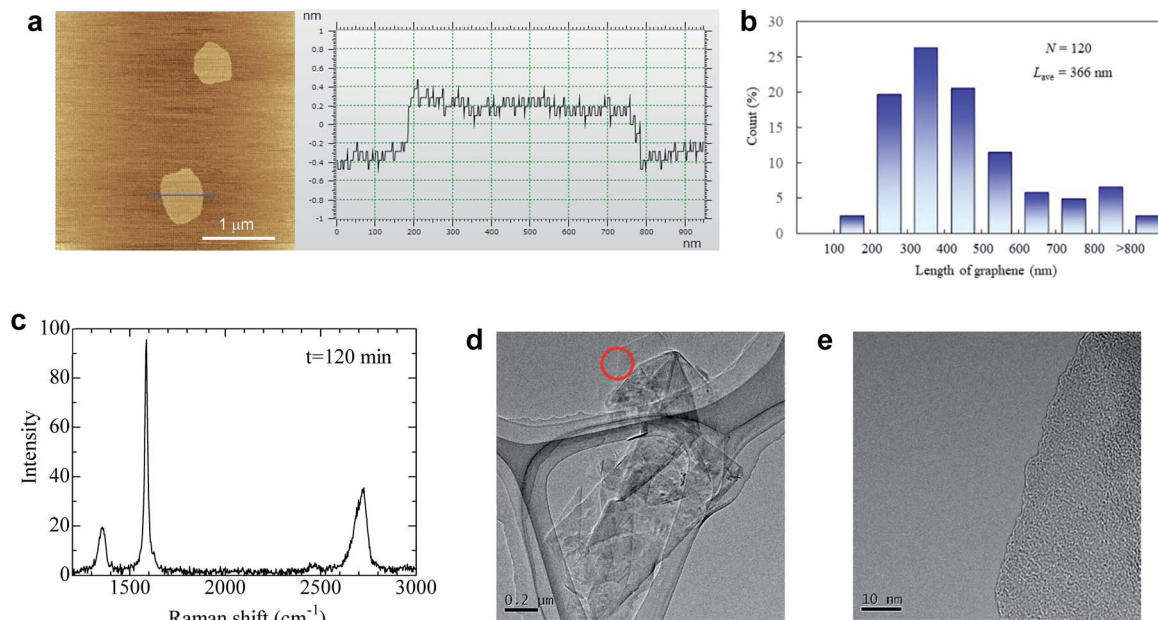 a
1 μm
nm
1
0.8
0.6
0.4
0.2
0
-0.2
-0.4
-0.6
-0.8
-1
0 100 200 300 400 500 600 700 800 900
nm
b
30
25
20
15
10
5
0
Count (%)
N = 120
Lave = 366 nm
100 200 300 400 500 600 700 800 >800
Length of graphene (nm)
c
100
80
60
40
20
0
Intensity
t=120 min
1500 2000 2500 3000
Raman shift (cm-1)
d
0.2 μm
e
10 nm